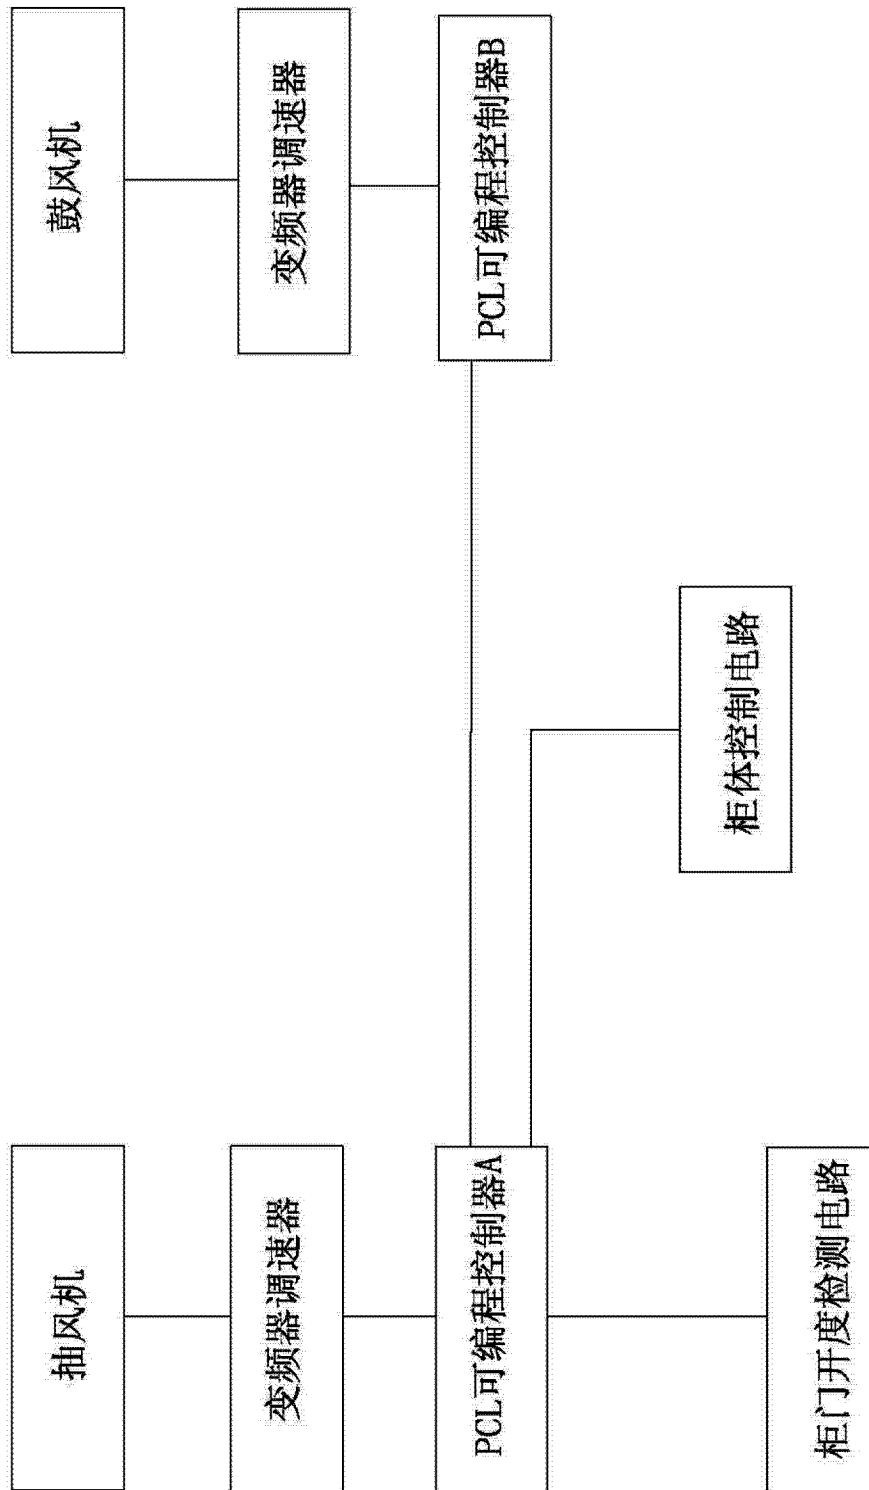 抽风机
鼓风机
变频器调速器
变频器调速器
PCL可编程控制器A
PCL可编程控制器B
柜体控制电路
柜门开度检测电路